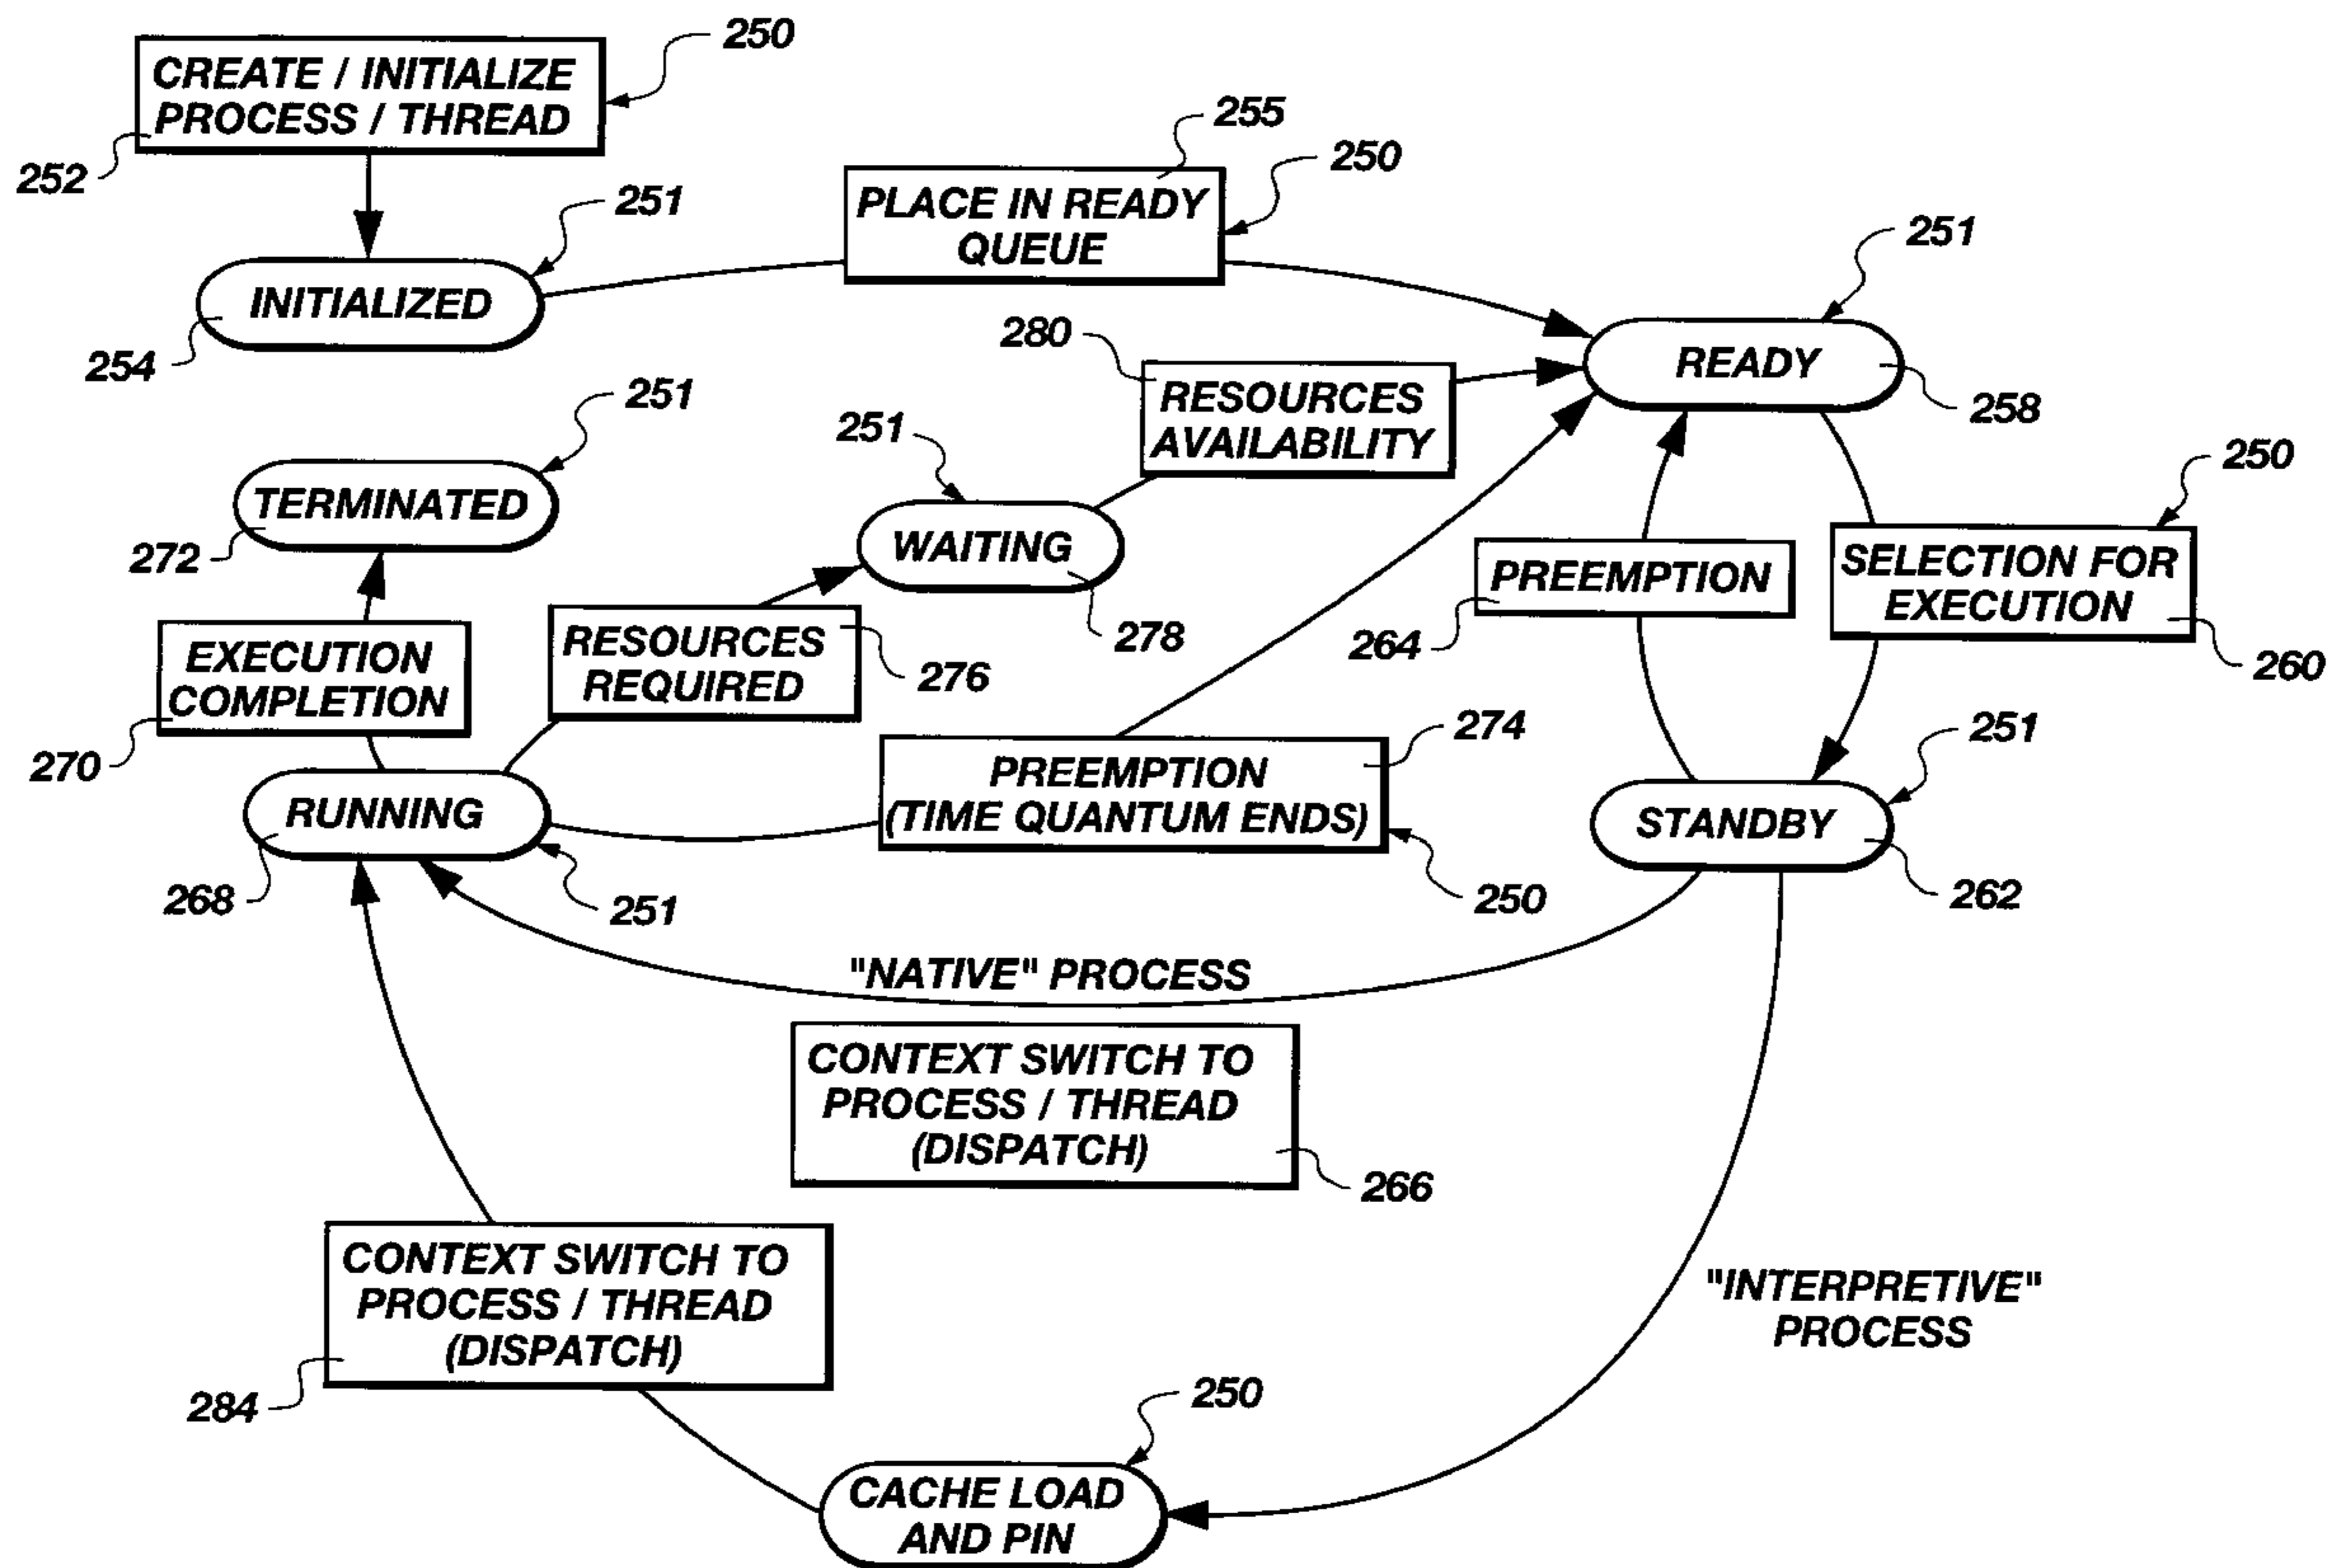 250
CREATE / INITIALIZE
PROCESS / THREAD
252
255
250
PLACE IN READY
QUEUE
251
INITIALIZED
254
251
READY
258
280
RESOURCES
AVAILABILITY
251
TERMINATED
272
251
WAITING
278
250
SELECTION FOR
EXECUTION
260
PREEMPTION
264
EXECUTION
COMPLETION
270
RESOURCES
REQUIRED
276
274
PREEMPTION
(TIME QUANTUM ENDS)
250
RUNNING
268
251
251
STANDBY
262
"NATIVE" PROCESS
CONTEXT SWITCH TO
PROCESS / THREAD
(DISPATCH)
266
CONTEXT SWITCH TO
PROCESS / THREAD
(DISPATCH)
284
"INTERPRETIVE"
PROCESS
250
CACHE LOAD
AND PIN